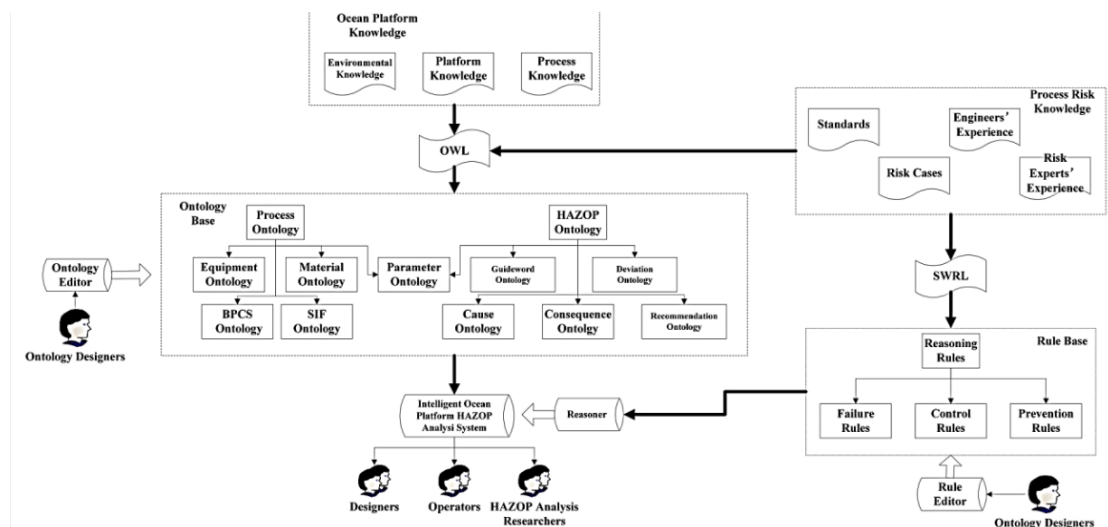 Ocean Platform
Knowledge
Environmental
Knowledge
Platform
Knowledge
Process
Knowledge
Process Risk
Knowledge
Standards
Engineers'
Experience
Risk Cases
Risk
Experts'
Experience
OWL
Ontology
Base
Process
Ontology
HAZOP
Ontology
Equipment
Ontology
Material
Ontology
Parameter
Ontology
Guideword
Ontology
Deviation
Ontology
BPCS
Ontology
SIF
Ontology
Cause
Ontology
Consequence
Ontolgy
Recommendation
Ontology
Ontology
Editor
Ontology Designers
SWRL
Rule Base
Reasoning
Rules
Failure
Rules
Control
Rules
Prevention
Rules
Intelligent Ocean
Platform HAZOP
Analysi System
Reasoner
Designers
Operators
HAZOP Analysis
Researchers
Rule
Editor
Ontology Designers